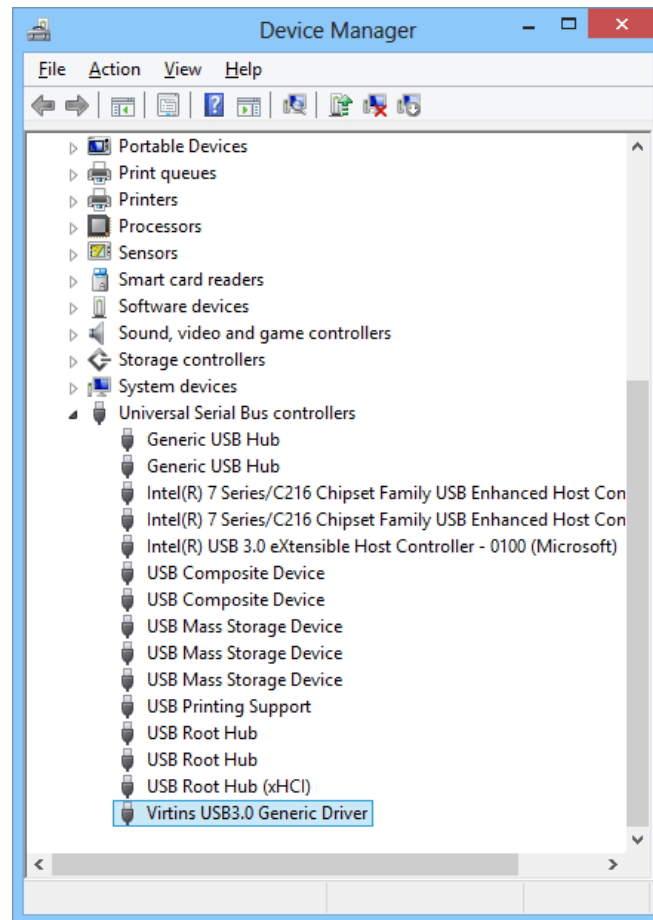 Device Manager
File Action View Help
Portable Devices
Print queues
Printers
Processors
Sensors
Smart card readers
Software devices
Sound, video and game controllers
Storage controllers
System devices
Universal Serial Bus controllers
Generic USB Hub
Generic USB Hub
Intel(R) 7 Series/C216 Chipset Family USB Enhanced Host Con
Intel(R) 7 Series/C216 Chipset Family USB Enhanced Host Con
Intel(R) USB 3.0 eXtensible Host Controller - 0100 (Microsoft)
USB Composite Device
USB Composite Device
USB Mass Storage Device
USB Mass Storage Device
USB Mass Storage Device
USB Printing Support
USB Root Hub
USB Root Hub
USB Root Hub (xHCI)
Virtins USB3.0 Generic Driver